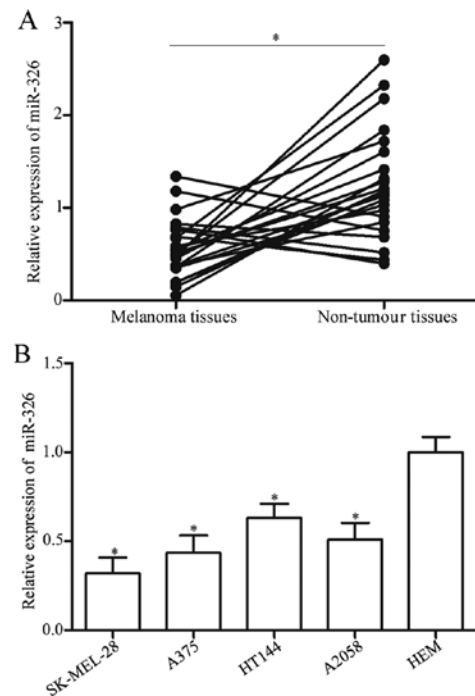 A
Relative expression of miR-326
3
2
1
0
*
Melanoma tissues
Non-tumour tissues
B
Relative expression of miR-326
1.5
1.0
0.5
0.0
*
*
*
*
SK-MEL-28
A375
HT144
A2058
HEM